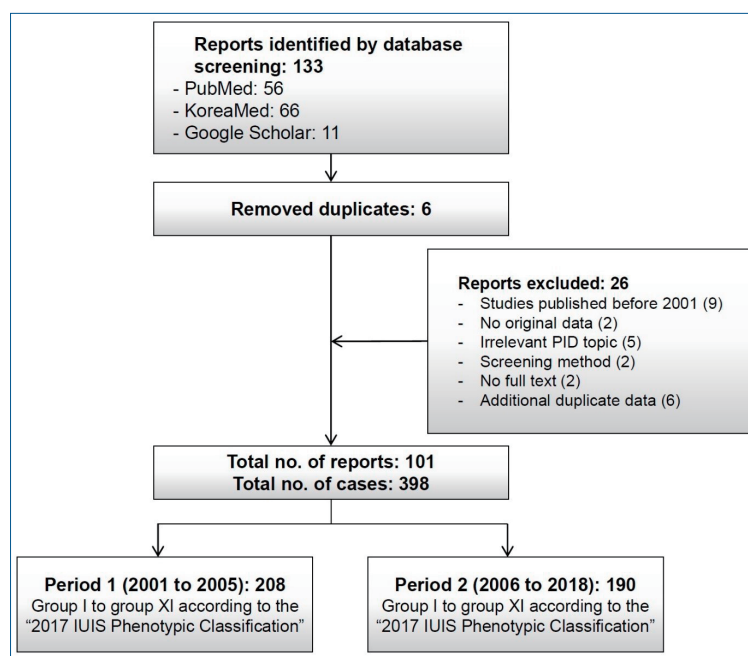 Reports identified by database
screening: 133
- PubMed: 56
- KoreaMed: 66
- Google Scholar: 11
Removed duplicates: 6
Reports excluded: 26
- Studies published before 2001 (9)
- No original data (2)
- Irrelevant PID topic (5)
- Screening method (2)
- No full text (2)
- Additional duplicate data (6)
Total no. of reports: 101
Total no. of cases: 398
Period 1 (2001 to 2005): 208
Group I to group XI according to the
“2017 IUIS Phenotypic Classification”
Period 2 (2006 to 2018): 190
Group I to group XI according to the
“2017 IUIS Phenotypic Classification”